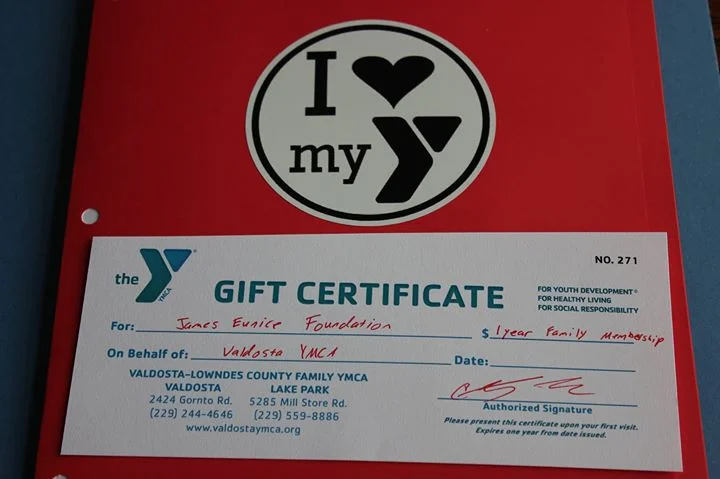 I ♥
my Y
NO. 271
the Y
YMCA
GIFT CERTIFICATE
FOR YOUTH DEVELOPMENT®
FOR HEALTHY LIVING
FOR SOCIAL RESPONSIBILITY
For: James Eunice Foundation $ 1 year Family Membership
On Behalf of: Valdosta YMCA Date:
VALDOSTA-LOWNDES COUNTY FAMILY YMCA
VALDOSTA LAKE PARK
2424 Gornto Rd. 5285 Mill Store Rd.
(229) 244-4646 (229) 559-8886
www.valdostaymca.org
Authorized Signature
Please present this certificate upon your first visit.
Expires one year from date issued.